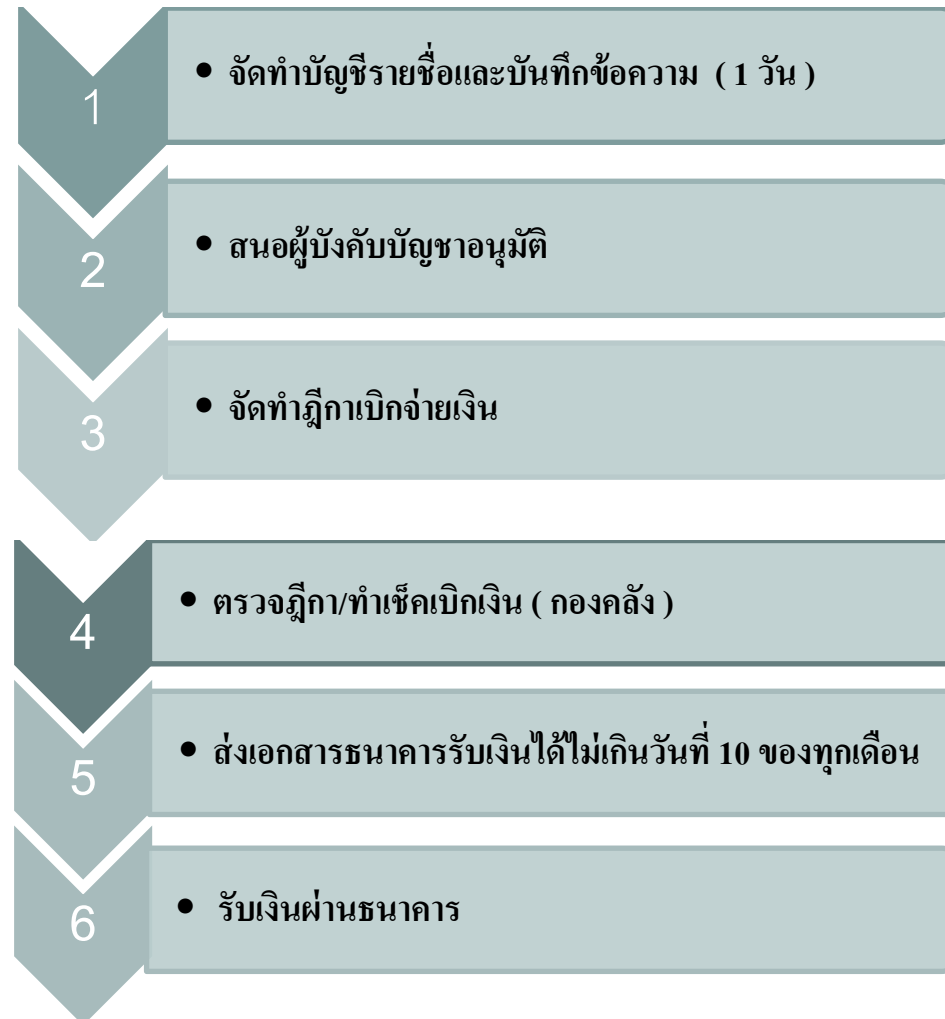 1
• จัดทำบัญชีรายชื่อและบันทึกข้อความ ( 1 วัน )
2
• สนอผู้บังคับบัญชาอนุมัติ
3
• จัดทำฎีกาเบิกจ่ายเงิน
4
• ตรวจฎีกา/ทำเช็คเบิกเงิน ( กองคลัง )
5
• ส่งเอกสารธนาคารรับเงินได้ไม่เกินวันที่ 10 ของทุกเดือน
6
• รับเงินผ่านธนาคาร